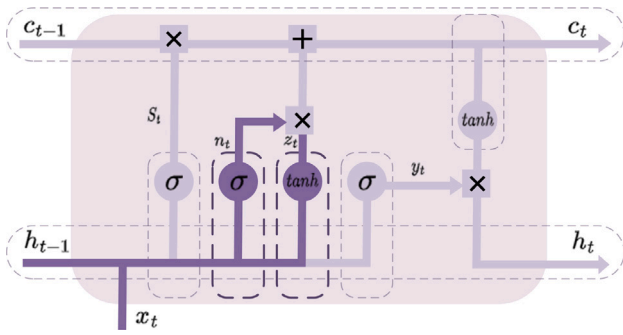 c_{t-1} × + c_t
S_t n_t z_t × tanh
σ σ tanh σ y_t ×
h_{t-1} h_t
x_t